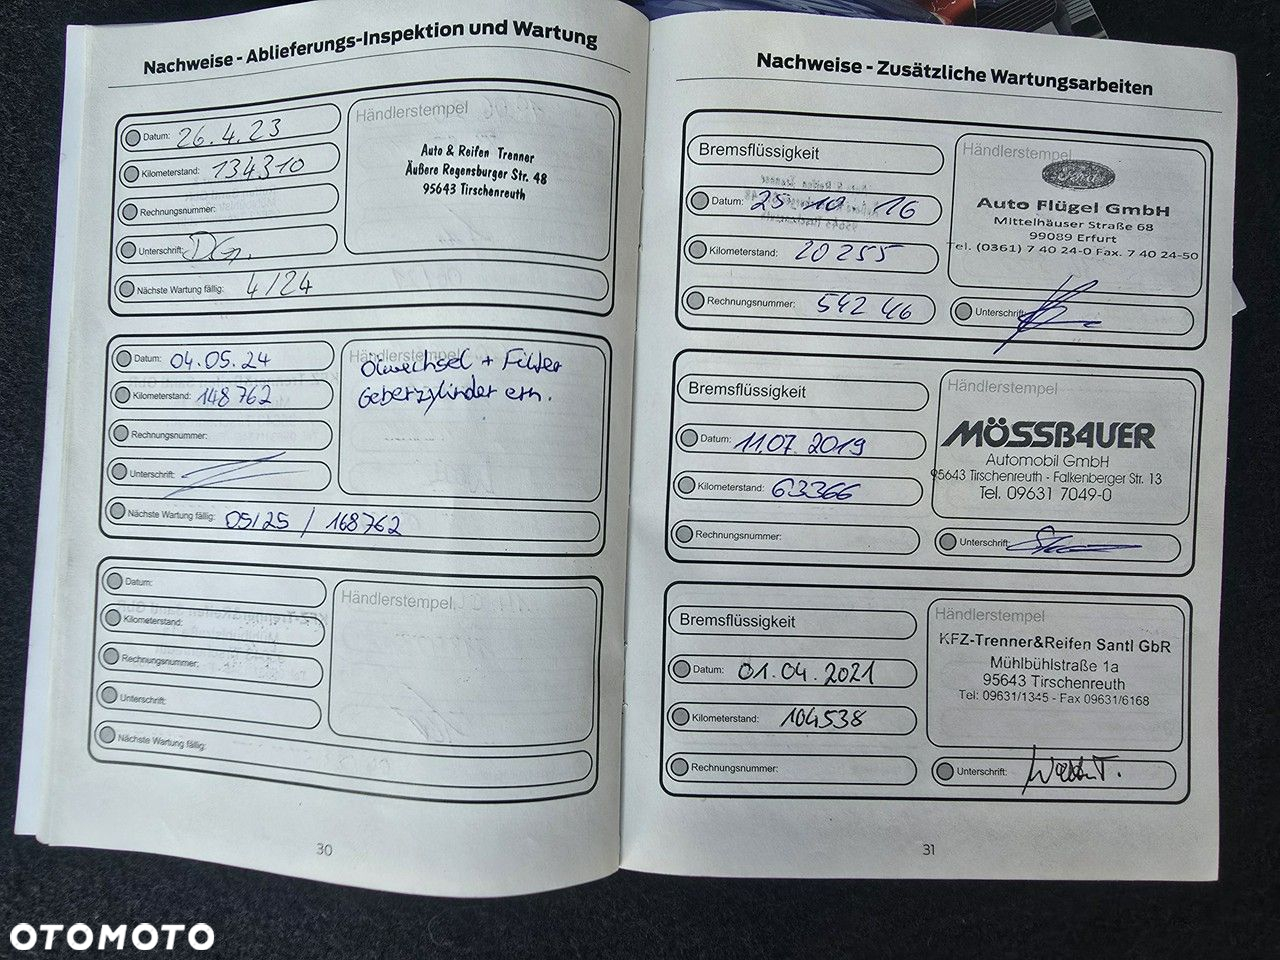 Nachweise - Ablieferungs-Inspektion und Wartung
Datum: 26.4.23
Kilometerstand: 134310
Rechnungsnummer:
Unterschrift:
Nächste Wartung fällig: 4/24
Händlerstempel
Auto & Reifen Trenner
Äußere Regensburger Str. 48
95643 Tirschenreuth
Datum: 04.05.24
Kilometerstand: 148762
Rechnungsnummer:
Unterschrift:
Nächste Wartung fällig: 05/25 / 168762
Händlerstempel
Ölwechsel + Filter
Geberzylinder ern.
Datum:
Kilometerstand:
Rechnungsnummer:
Unterschrift:
Nächste Wartung fällig:
Händlerstempel
30
Nachweise - Zusätzliche Wartungsarbeiten
Bremsflüssigkeit
Datum: 25 10 16
Kilometerstand: 20255
Rechnungsnummer: 542 46
Händlerstempel
Ford
Auto Flügel GmbH
Mittelhäuser Straße 68
99089 Erfurt
Tel. (0361) 7 40 24-0 Fax. 7 40 24-50
Unterschrift:
Bremsflüssigkeit
Datum: 11.07.2019
Kilometerstand: 63366
Rechnungsnummer:
Händlerstempel
MÖSSBAUER
Automobil GmbH
95643 Tirschenreuth - Falkenberger Str. 13
Tel. 09631 7049-0
Unterschrift:
Bremsflüssigkeit
Datum: 01.04.2021
Kilometerstand: 104538
Rechnungsnummer:
Händlerstempel
KFZ-Trenner&Reifen Santl GbR
Mühlbühlstraße 1a
95643 Tirschenreuth
Tel: 09631/1345 - Fax 09631/6168
Unterschrift:
31
OTOMOTO